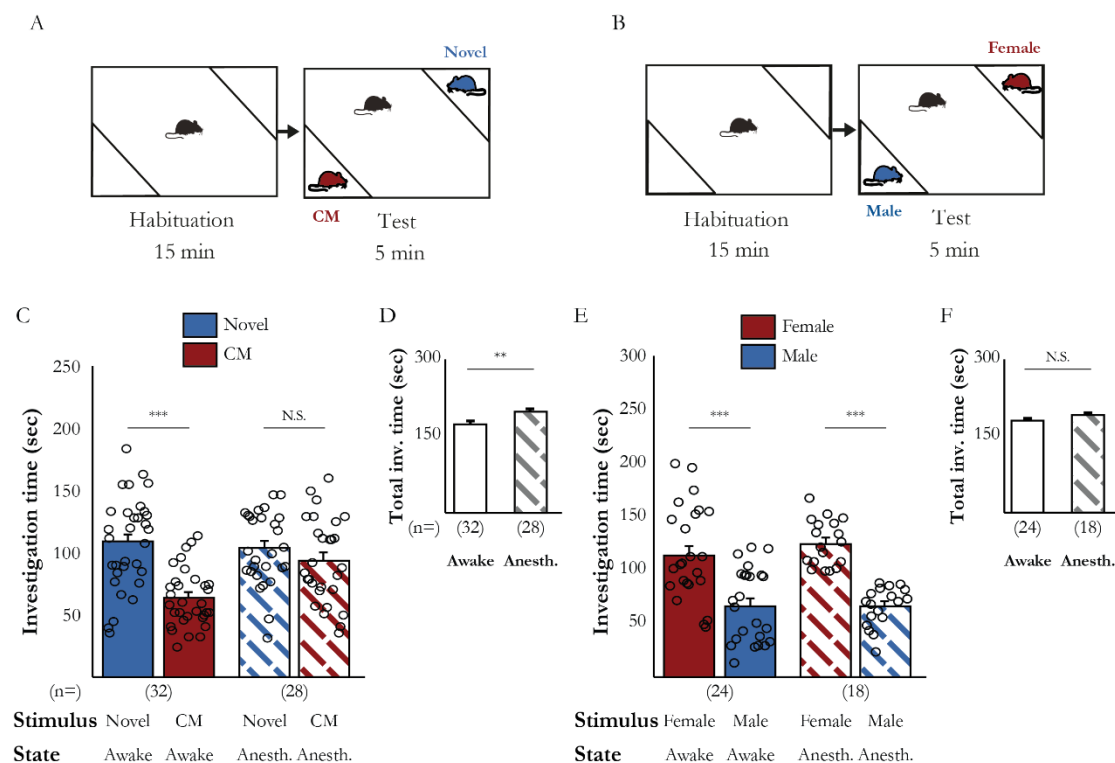 A
Novel
CM
Habituation
15 min
Test
5 min
B
Female
Male
Habituation
15 min
Test
5 min
C
Novel
CM
Investigation time (sec)
250
200
150
100
50
***
N.S.
(n=)
(32)
(28)
Stimulus Novel CM Novel CM
State Awake Awake Anesth. Anesth.
D
Total inv. time (sec)
300
150
**
(n=) (32) (28)
Awake Anesth.
E
Female
Male
Investigation time (sec)
300
250
200
150
100
50
***
***
(24)
(18)
Stimulus Female Male Female Male
State Awake Awake Anesth. Anesth.
F
Total inv. time (sec)
300
150
N.S.
(24) (18)
Awake Anesth.